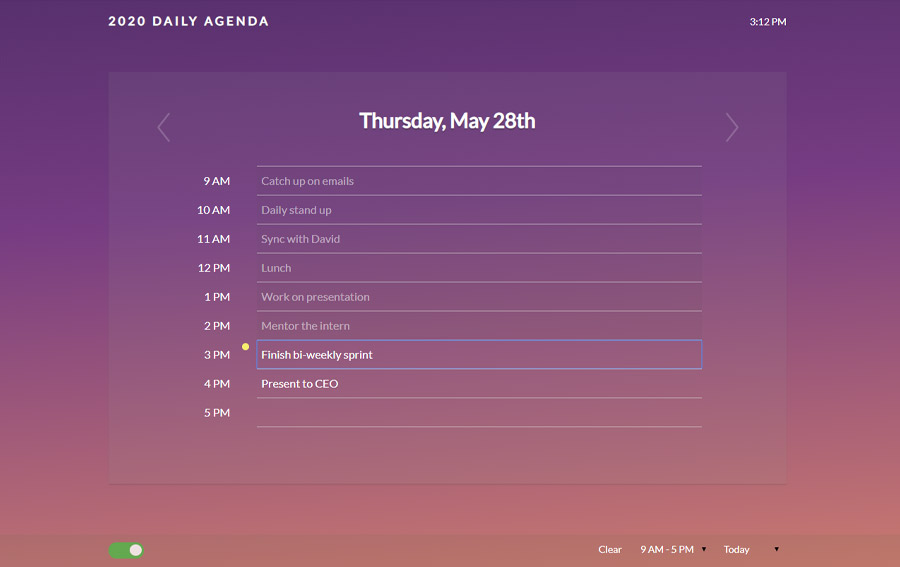 2020 DAILY AGENDA 3:12 PM
Thursday, May 28th
9 AM Catch up on emails
10 AM Daily stand up
11 AM Sync with David
12 PM Lunch
1 PM Work on presentation
2 PM Mentor the intern
3 PM Finish bi-weekly sprint
4 PM Present to CEO
5 PM
Clear 9 AM - 5 PM Today